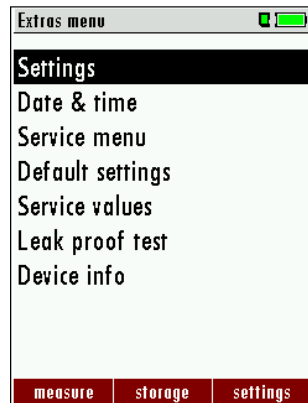 Extras menu
Settings
Date & time
Service menu
Default settings
Service values
Leak proof test
Device info
measure storage settings